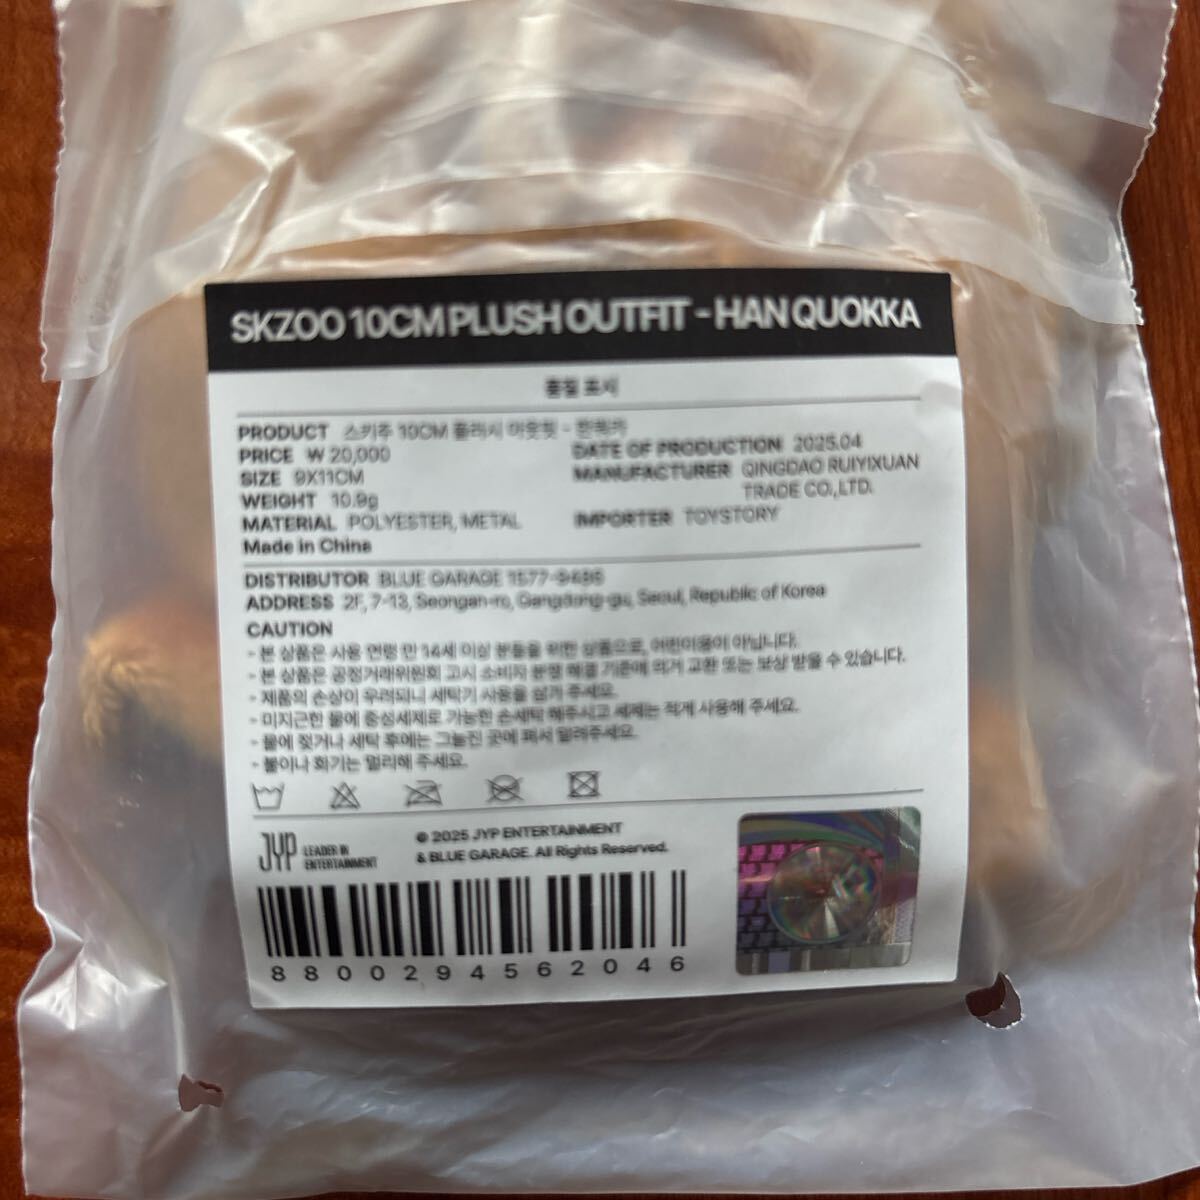 SKZOO 10CM PLUSH OUTFIT - HAN QUOKKA
품질 표시
PRODUCT 스키주 10CM 플러시 아웃핏 - 한쿼카
PRICE ₩ 20,000
SIZE 9X11CM
WEIGHT 10.9g
MATERIAL POLYESTER, METAL
Made in China
DATE OF PRODUCTION 2025.04
MANUFACTURER QINGDAO RUIYIXUAN
TRADE CO.,LTD.
IMPORTER TOYSTORY
DISTRIBUTOR BLUE GARAGE 1577-9486
ADDRESS 2F, 7-13, Seongan-ro, Gangdong-gu, Seoul, Republic of Korea
CAUTION
- 본 상품은 사용 연령 만 14세 이상 분들을 위한 상품으로, 어린이용이 아닙니다.
- 본 상품은 공정거래위원회 고시 소비자 분쟁 해결 기준에 의거 교환 또는 보상 받을 수 있습니다.
- 제품의 손상이 우려되니 세탁기 사용을 삼가 주세요.
- 미지근한 물에 중성세제로 가능한 손세탁 해주시고 세제는 적게 사용해 주세요.
- 물에 젖거나 세탁 후에는 그늘진 곳에 펴서 말려주세요.
- 불이나 화기는 멀리해 주세요.
JYP LEADER IN
ENTERTAINMENT
© 2025 JYP ENTERTAINMENT
& BLUE GARAGE. All Rights Reserved.
8800294562046